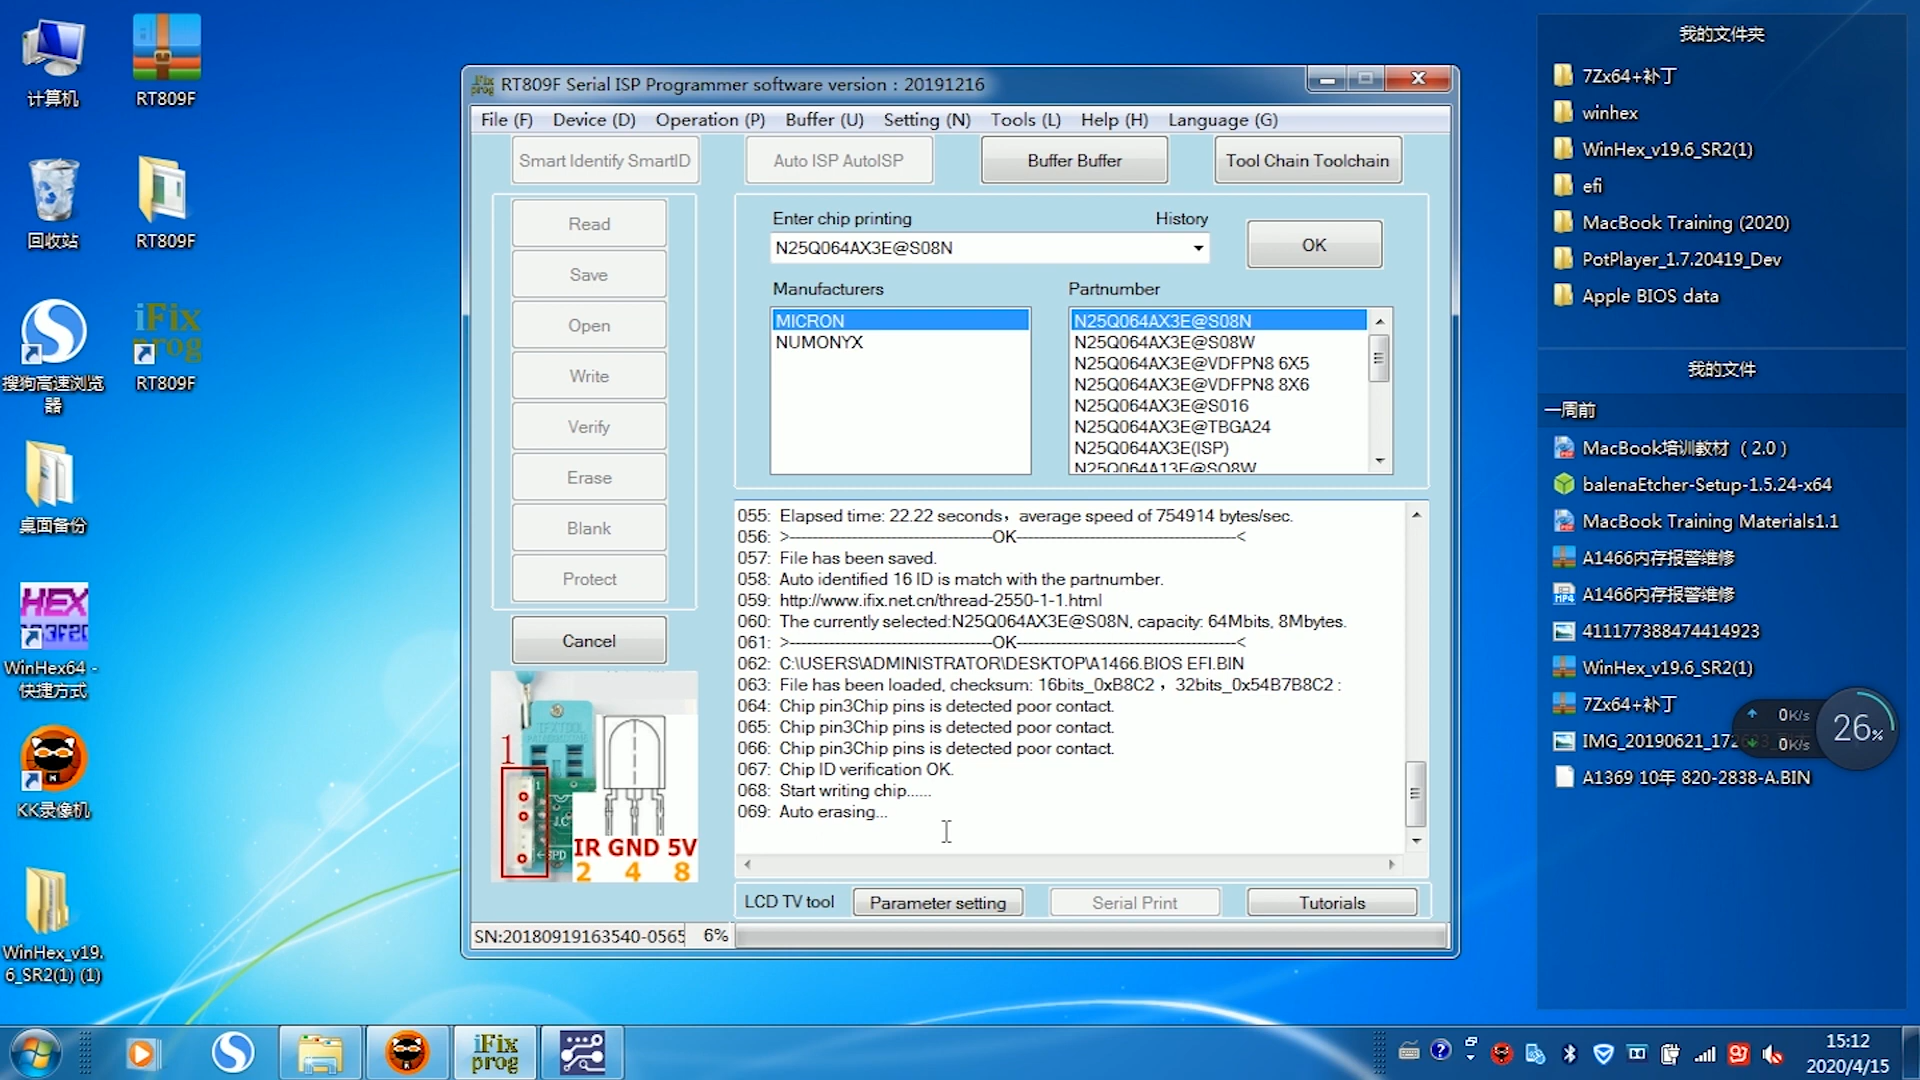 计算机
RT809F
回收站
RT809F
搜狗高速浏览
器
iFix
prog
RT809F
桌面备份
HEX
WinHex64 -
快捷方式
KK录像机
WinHex_v19.
6_SR2(1) (1)
RT809F Serial ISP Programmer software version : 20191216
File (F) Device (D) Operation (P) Buffer (U) Setting (N) Tools (L) Help (H) Language (G)
Smart Identify SmartID
Auto ISP AutoISP
Buffer Buffer
Tool Chain Toolchain
Read
Save
Open
Write
Verify
Erase
Blank
Protect
Cancel
Enter chip printing
History
N25Q064AX3E@S08N
OK
Manufacturers
MICRON
NUMONYX
Partnumber
N25Q064AX3E@S08N
N25Q064AX3E@S08W
N25Q064AX3E@VDFPN8 6X5
N25Q064AX3E@VDFPN8 8X6
N25Q064AX3E@S016
N25Q064AX3E@TBGA24
N25Q064AX3E(ISP)
N25Q064A13E@SO8W
055: Elapsed time: 22.22 seconds，average speed of 754914 bytes/sec.
056: >------------------------------------OK---------------------------------------<
057: File has been saved.
058: Auto identified 16 ID is match with the partnumber.
059: http://www.ifix.net.cn/thread-2550-1-1.html
060: The currently selected:N25Q064AX3E@S08N, capacity: 64Mbits, 8Mbytes.
061: >------------------------------------OK---------------------------------------<
062: C:\USERS\ADMINISTRATOR\DESKTOP\A1466.BIOS EFI.BIN
063: File has been loaded, checksum: 16bits_0xB8C2，32bits_0x54B7B8C2 :
064: Chip pin3Chip pins is detected poor contact.
065: Chip pin3Chip pins is detected poor contact.
066: Chip pin3Chip pins is detected poor contact.
067: Chip ID verification OK.
068: Start writing chip......
069: Auto erasing...
1
IR GND 5V
2 4 8
LCD TV tool
Parameter setting
Serial Print
Tutorials
SN:20180919163540-0565
6%
我的文件夹
7Zx64+补丁
winhex
WinHex_v19.6_SR2(1)
efi
MacBook Training (2020)
PotPlayer_1.7.20419_Dev
Apple BIOS data
我的文件
一周前
MacBook培训教材 （2.0）
balenaEtcher-Setup-1.5.24-x64
MacBook Training Materials1.1
A1466内存报警维修
A1466内存报警维修
411177388474414923
WinHex_v19.6_SR2(1)
7Zx64+补丁
A1369 10年 820-2838-A.BIN
0K/s
0K/s
26%
iFix
prog
15:12
2020/4/15